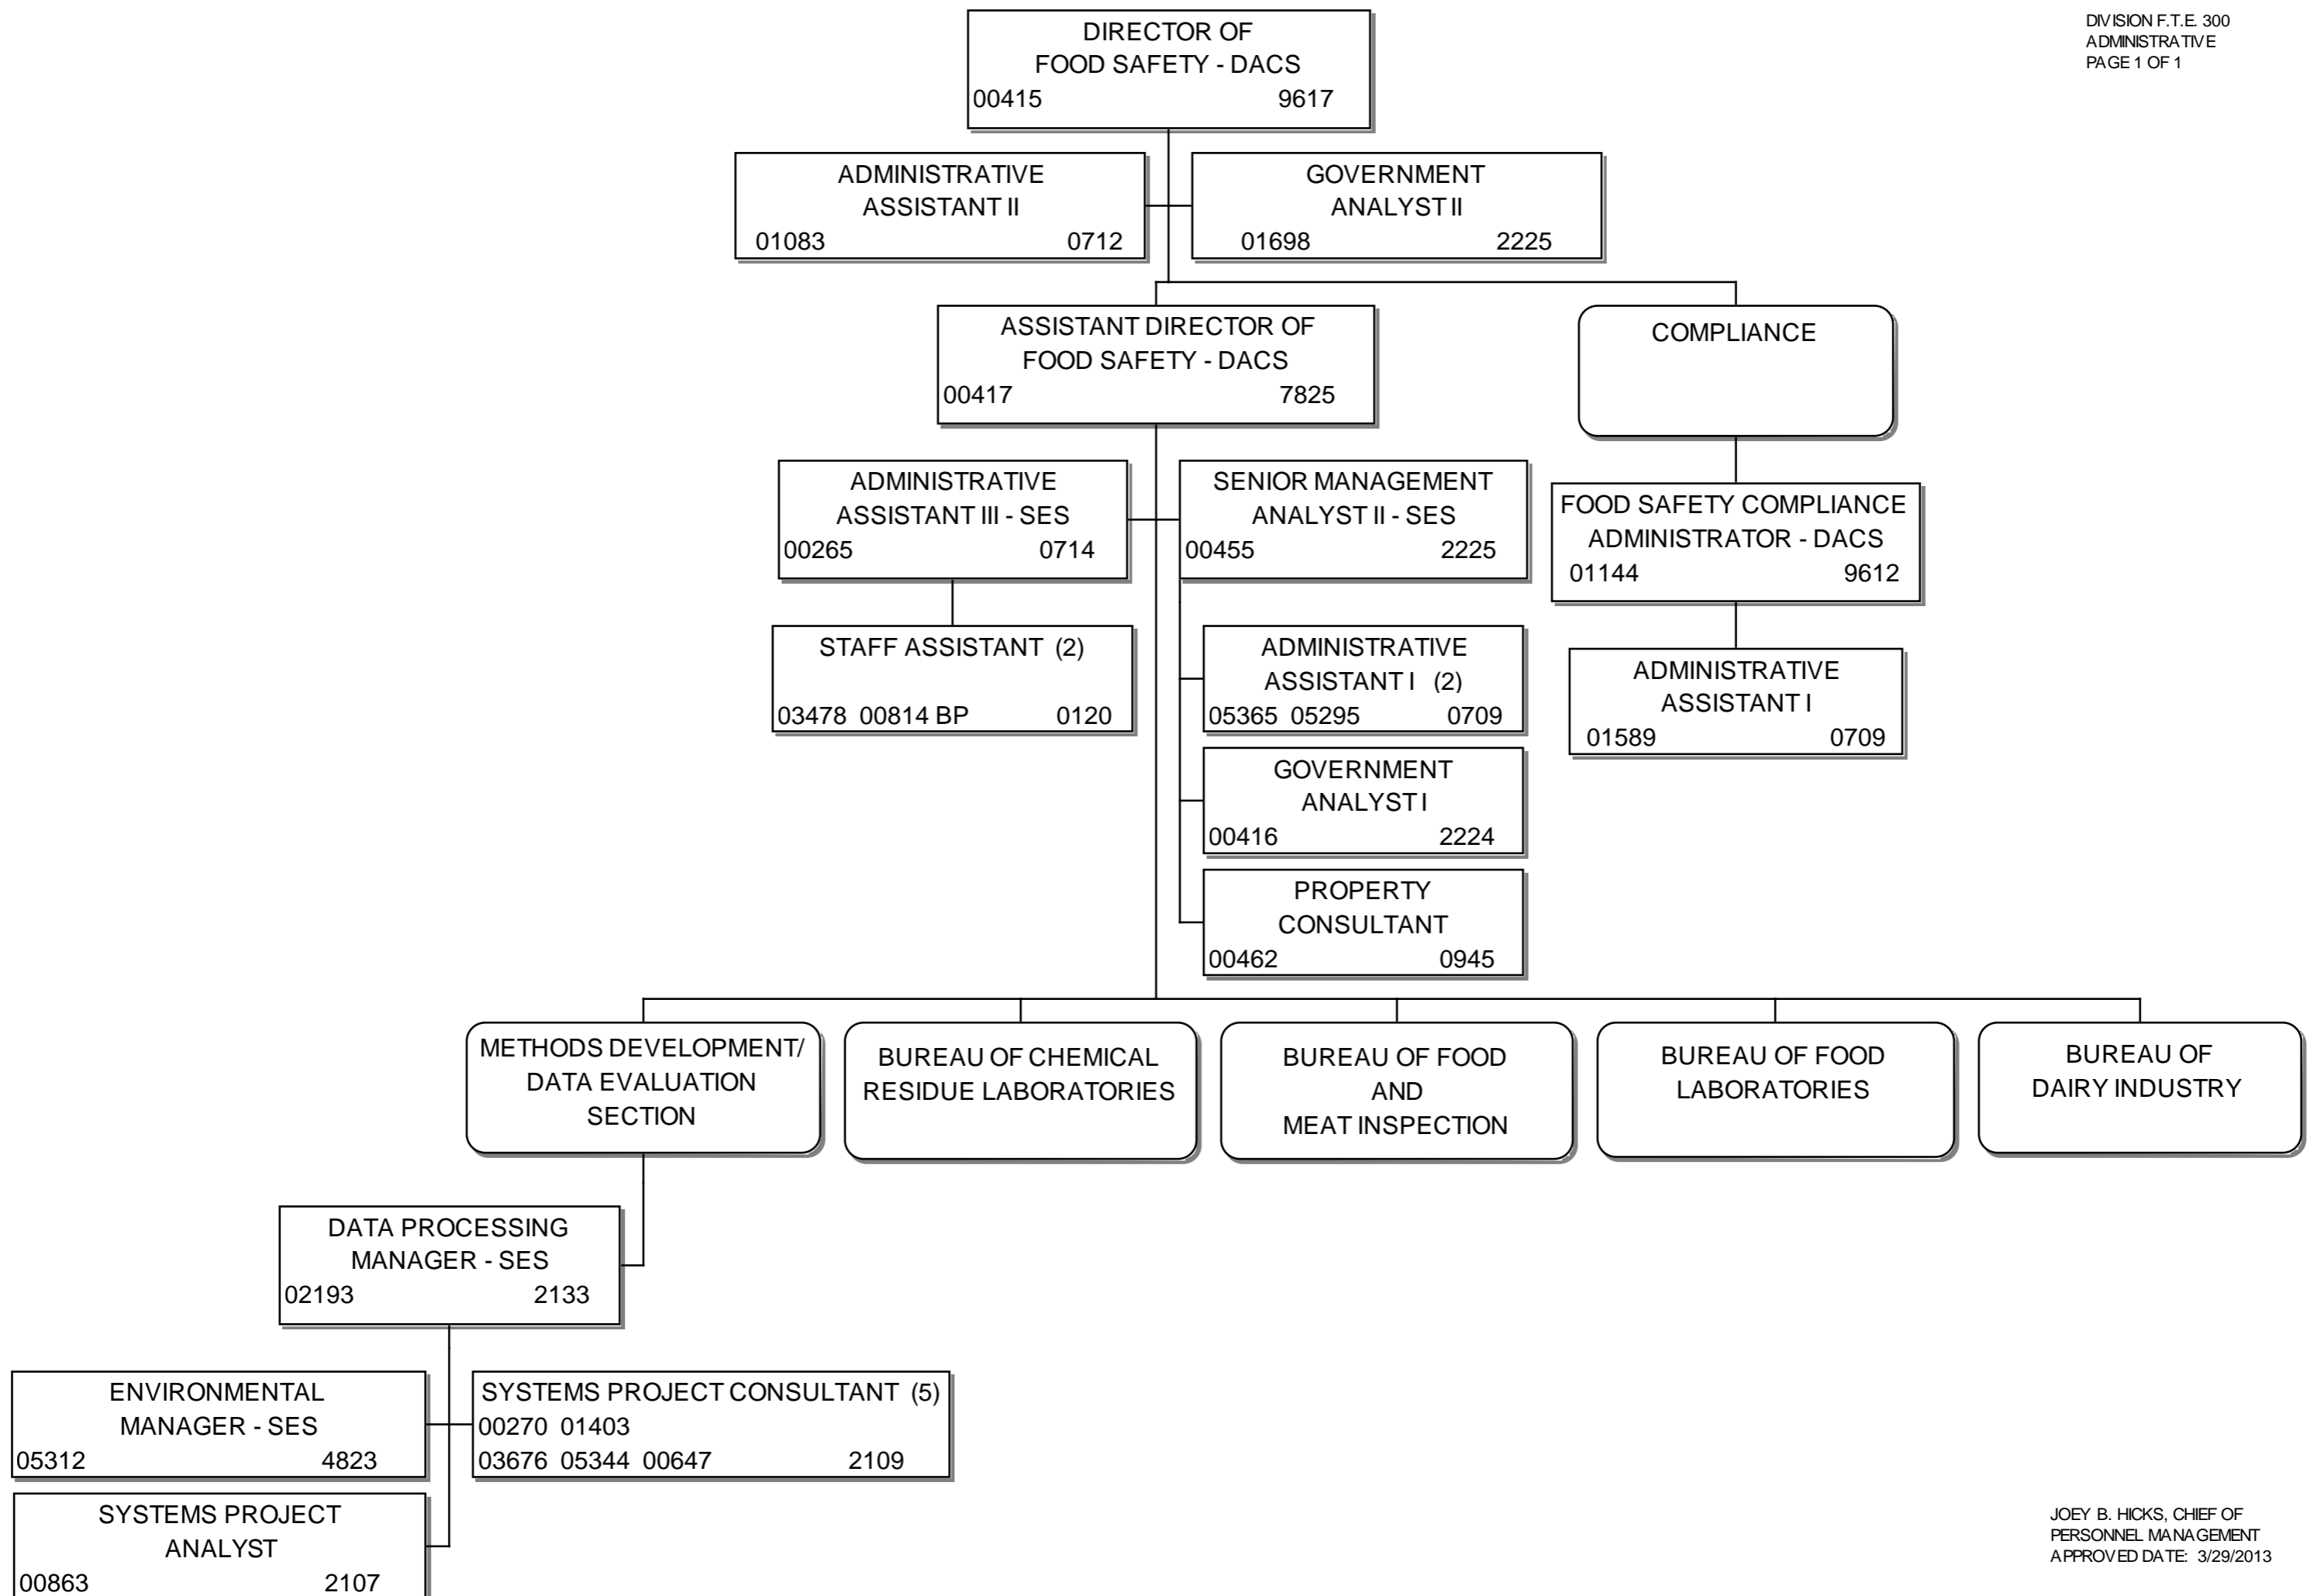 DIVISION F.T.E. 300
ADMINISTRATIVE
PAGE 1 OF 1
DIRECTOR OF
FOOD SAFETY - DACS
00415 9617
ADMINISTRATIVE
ASSISTANT II
01083 0712
GOVERNMENT
ANALYST II
01698 2225
ASSISTANT DIRECTOR OF
FOOD SAFETY - DACS
00417 7825
COMPLIANCE
ADMINISTRATIVE
ASSISTANT III - SES
00265 0714
SENIOR MANAGEMENT
ANALYST II - SES
00455 2225
FOOD SAFETY COMPLIANCE
ADMINISTRATOR - DACS
01144 9612
STAFF ASSISTANT (2)
03478 00814 BP 0120
ADMINISTRATIVE
ASSISTANT I (2)
05365 05295 0709
ADMINISTRATIVE
ASSISTANT I
01589 0709
GOVERNMENT
ANALYST I
00416 2224
PROPERTY
CONSULTANT
00462 0945
METHODS DEVELOPMENT/
DATA EVALUATION
SECTION
BUREAU OF CHEMICAL
RESIDUE LABORATORIES
BUREAU OF FOOD
AND
MEAT INSPECTION
BUREAU OF FOOD
LABORATORIES
BUREAU OF
DAIRY INDUSTRY
DATA PROCESSING
MANAGER - SES
02193 2133
ENVIRONMENTAL
MANAGER - SES
05312 4823
SYSTEMS PROJECT CONSULTANT (5)
00270 01403
03676 05344 00647 2109
SYSTEMS PROJECT
ANALYST
00863 2107
JOEY B. HICKS, CHIEF OF
PERSONNEL MANAGEMENT
APPROVED DATE: 3/29/2013